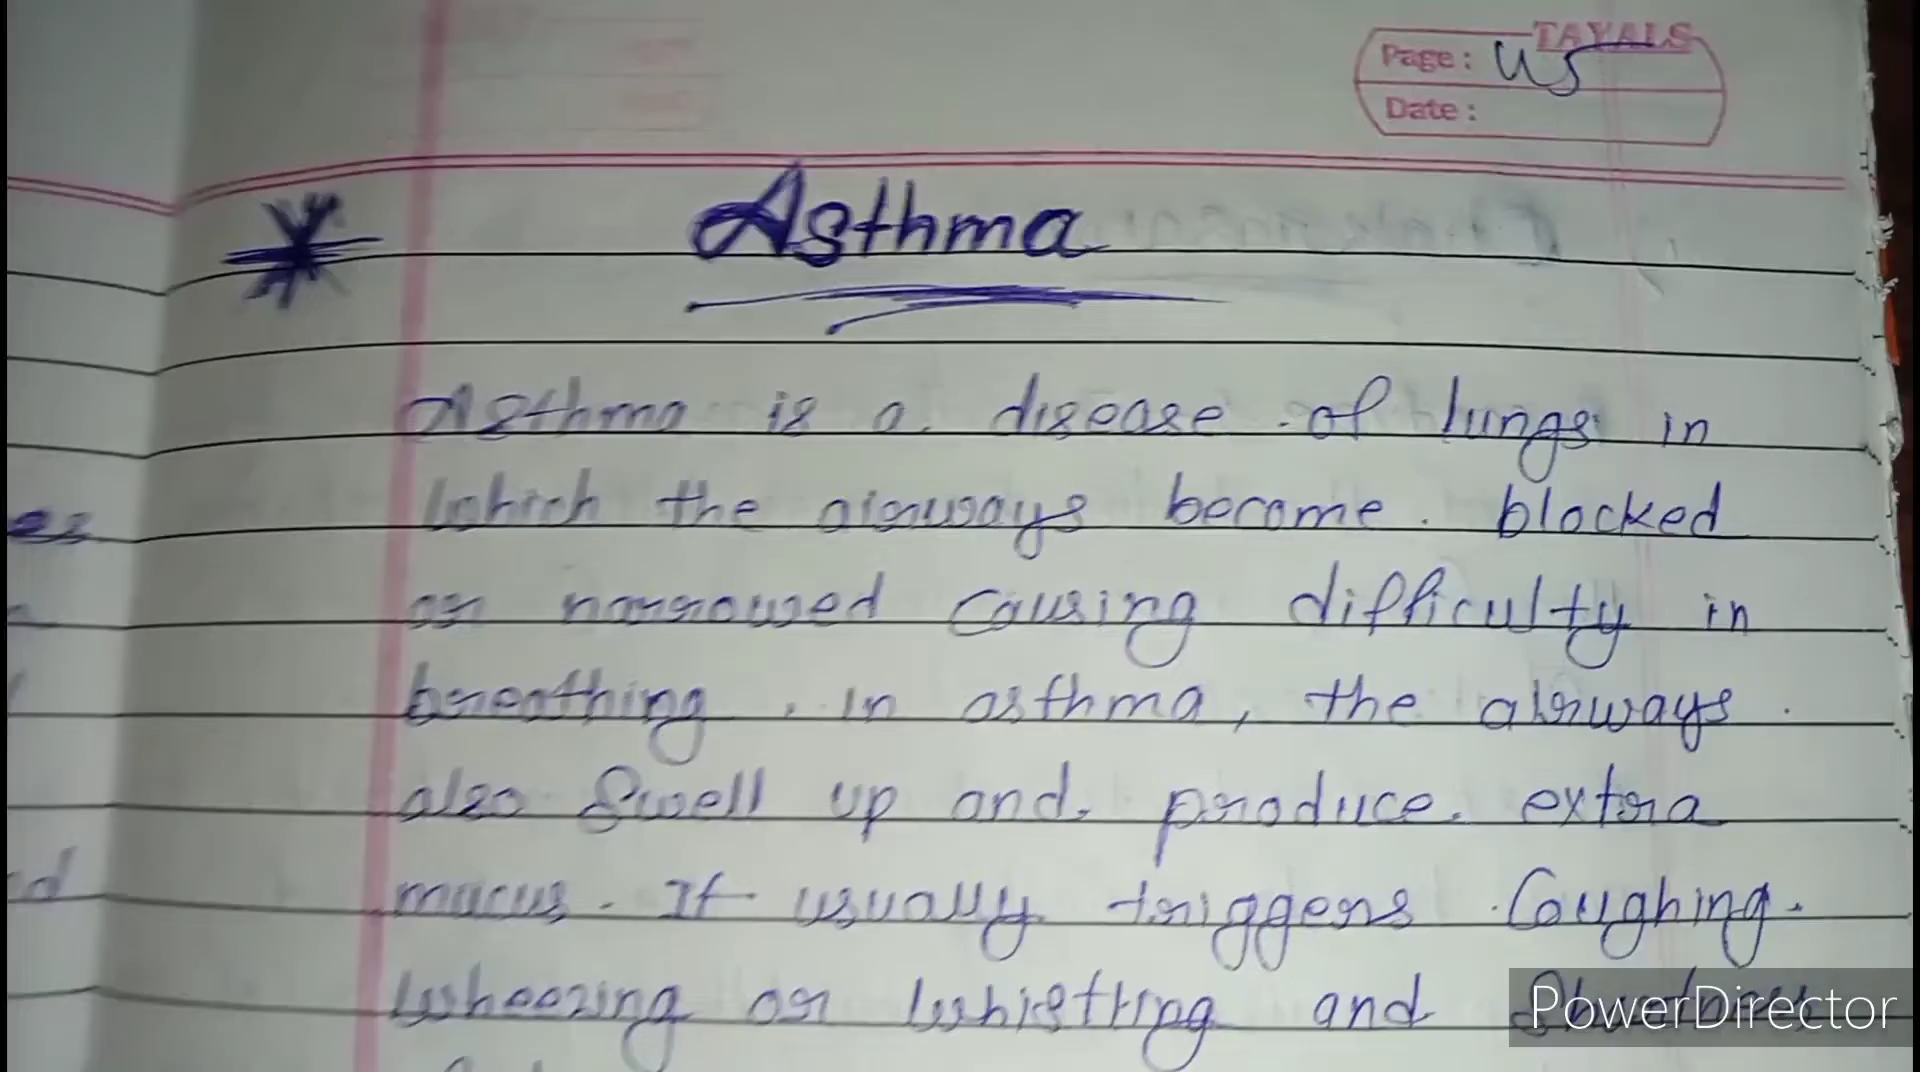 TAYALS
Page: 45
Date:
Asthma
Asthma is a disease of lungs in
which the airways become blocked
or narrowed causing difficulty in
breathing. in asthma, the airways
also swell up and produce extra
mucus. It usually triggers Coughing.
wheezing or whistling and Shortness
es
d
PowerDirector